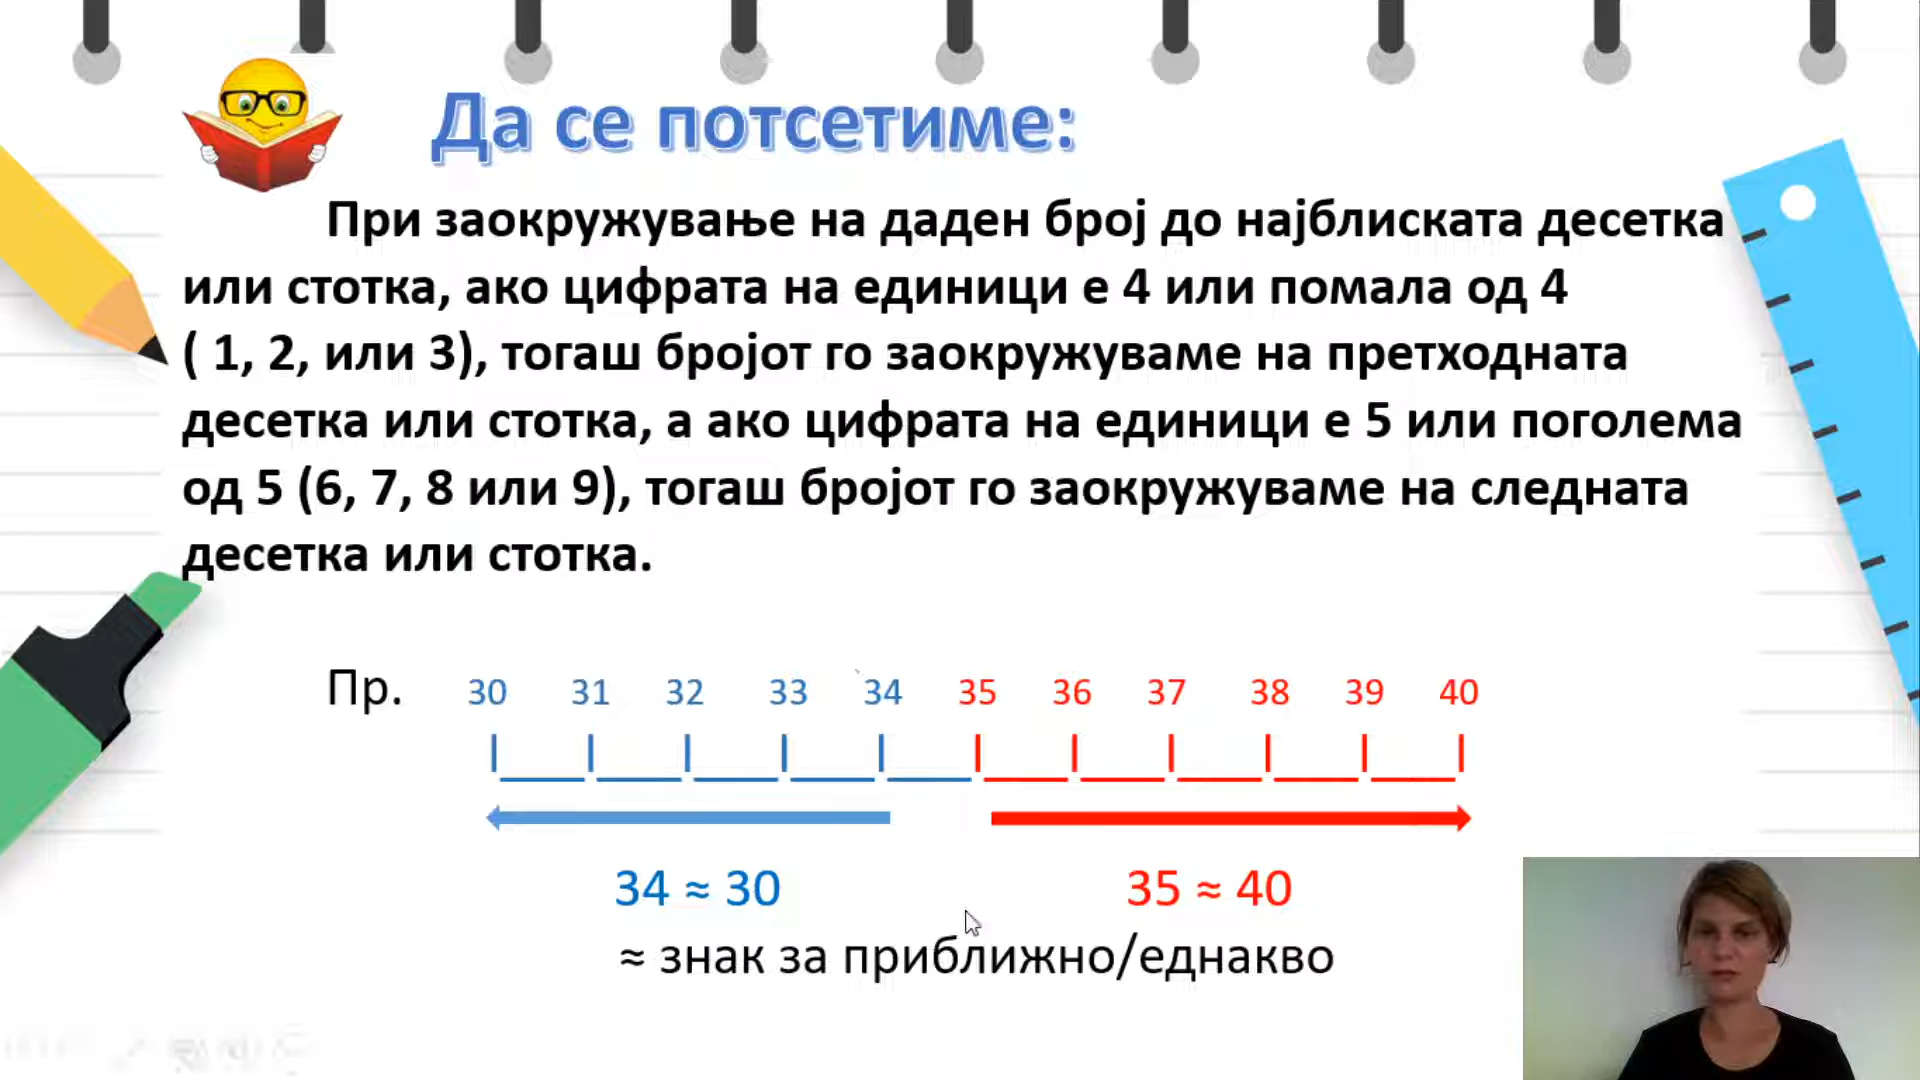 Да се потсетиме:
При заокружување на даден број до најблиската десетка
или стотка, ако цифрата на единици е 4 или помала од 4
( 1, 2, или 3), тогаш бројот го заокружуваме на претходната
десетка или стотка, а ако цифрата на единици е 5 или поголема
од 5 (6, 7, 8 или 9), тогаш бројот го заокружуваме на следната
десетка или стотка.
Пр. 30 31 32 33 34 35 36 37 38 39 40
34 ≈ 30 35 ≈ 40
≈ знак за приближно/еднакво